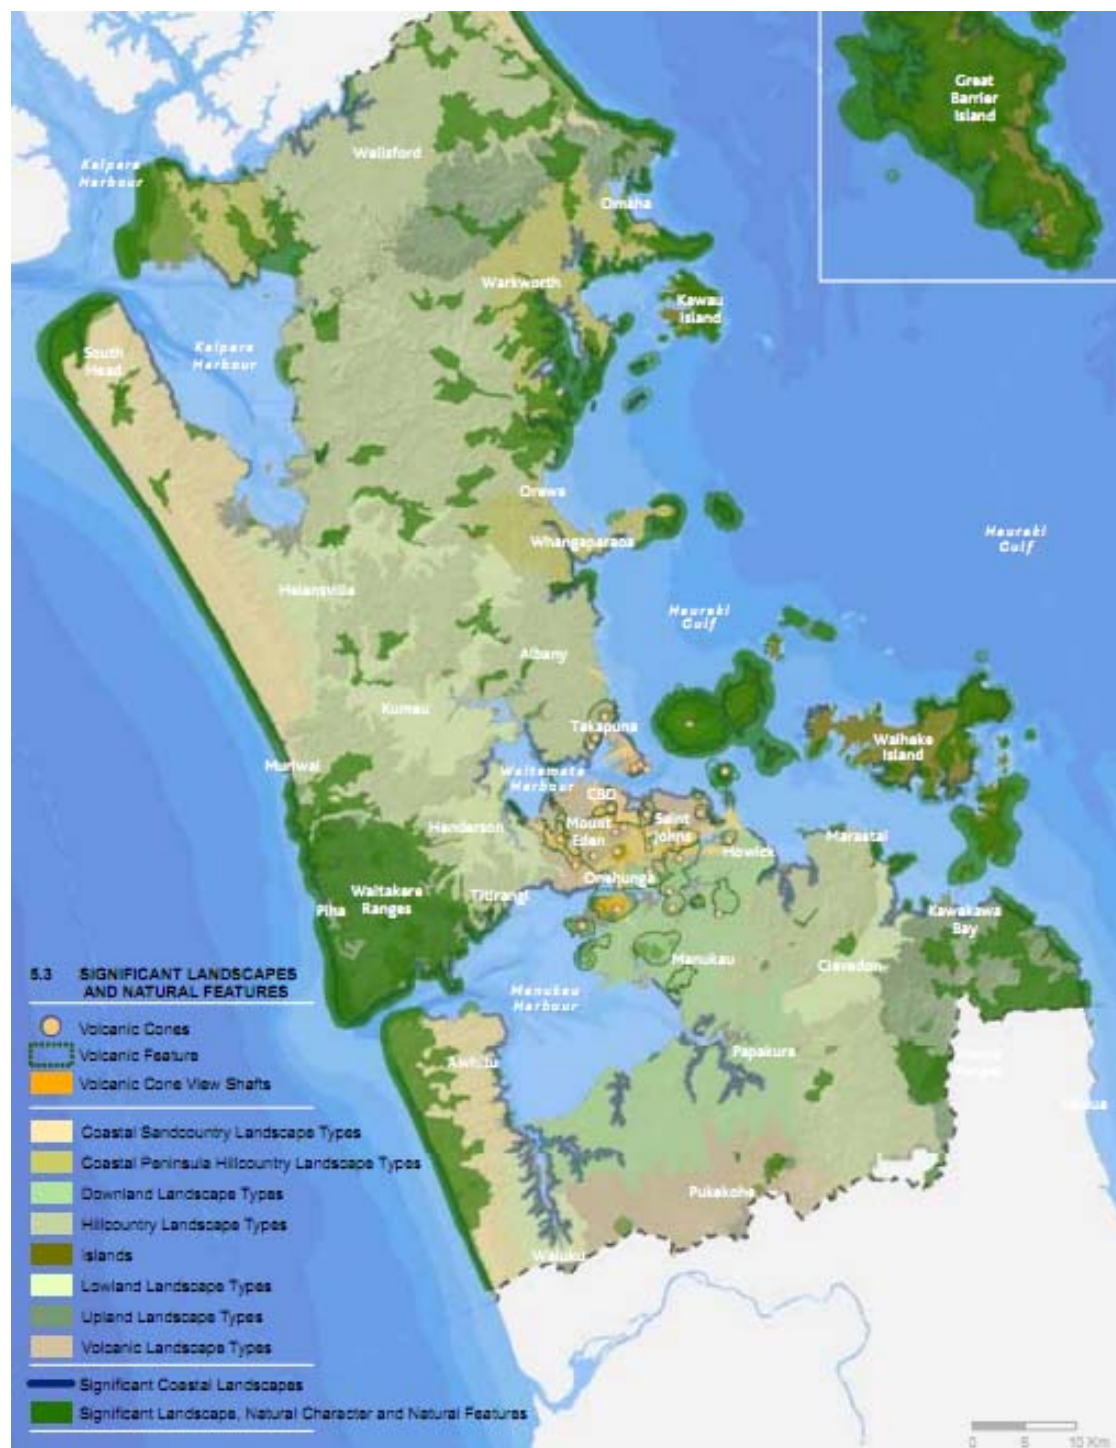 Great
Barrier
Island
Wellsford
Kaipara
Harbour
Omaha
Warkworth
Kawau
Island
South
Head
Kaipara
Harbour
Orewa
Whangaparaoa
Hauraki
Gulf
Helensville
Hauraki
Gulf
Albany
Kumeu
Takapuna
Waiheke
Island
Muriwai
Waitemata
Harbour
CBD
Henderson
Mount
Eden
Saint
Johns
Howick
Maraetai
Onehunga
Waitakere
Ranges
Titirangi
Piha
Kawakawa
Bay
Manukau
Clevedon
5.3 SIGNIFICANT LANDSCAPES
AND NATURAL FEATURES
Manukau
Harbour
Volcanic Cones
Volcanic Feature
Volcanic Cone View Shafts
Awhitu
Papakura
Coastal Sandcountry Landscape Types
Coastal Peninsula Hillcountry Landscape Types
Downland Landscape Types
Hillcountry Landscape Types
Islands
Lowland Landscape Types
Upland Landscape Types
Volcanic Landscape Types
Pukekohe
Waiuku
Significant Coastal Landscapes
Significant Landscape, Natural Character and Natural Features
0 5 10 Km